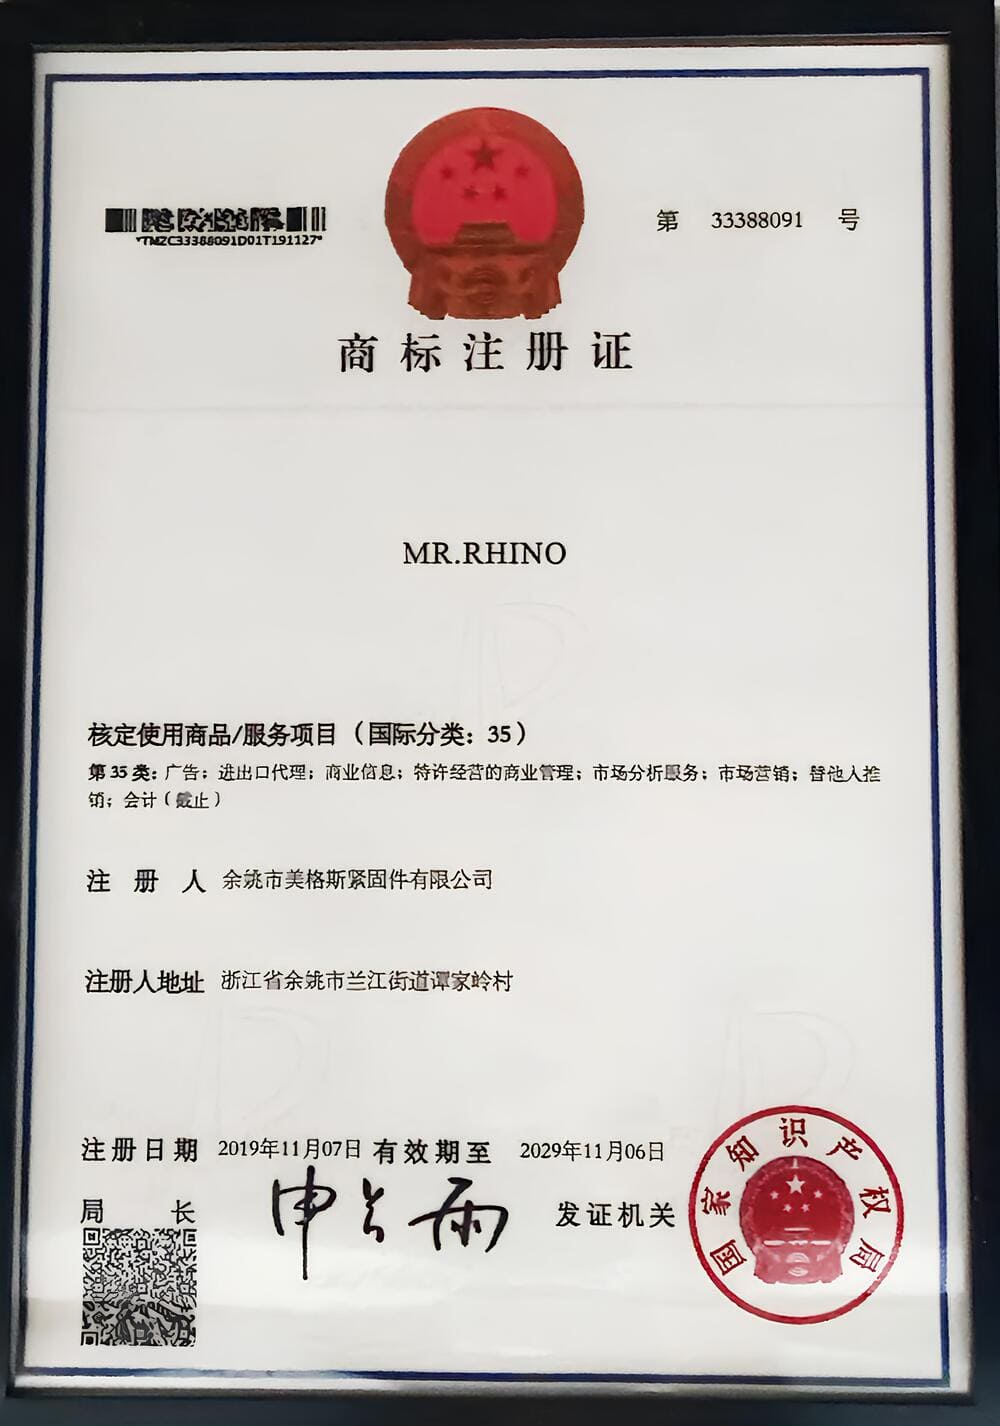 第 33388091 号
*TMZC33388091D01T191127*
商标注册证
MR.RHINO
核定使用商品/服务项目（国际分类：35）
第35类：广告；进出口代理；商业信息；特许经营的商业管理；市场分析服务；市场营销；替他人推
销；会计（截止）
注册人 余姚市美格斯紧固件有限公司
注册人地址 浙江省余姚市兰江街道谭家岭村
注册日期 2019年11月07日 有效期至 2029年11月06日
局长 申长雨 发证机关
国家知识产权局